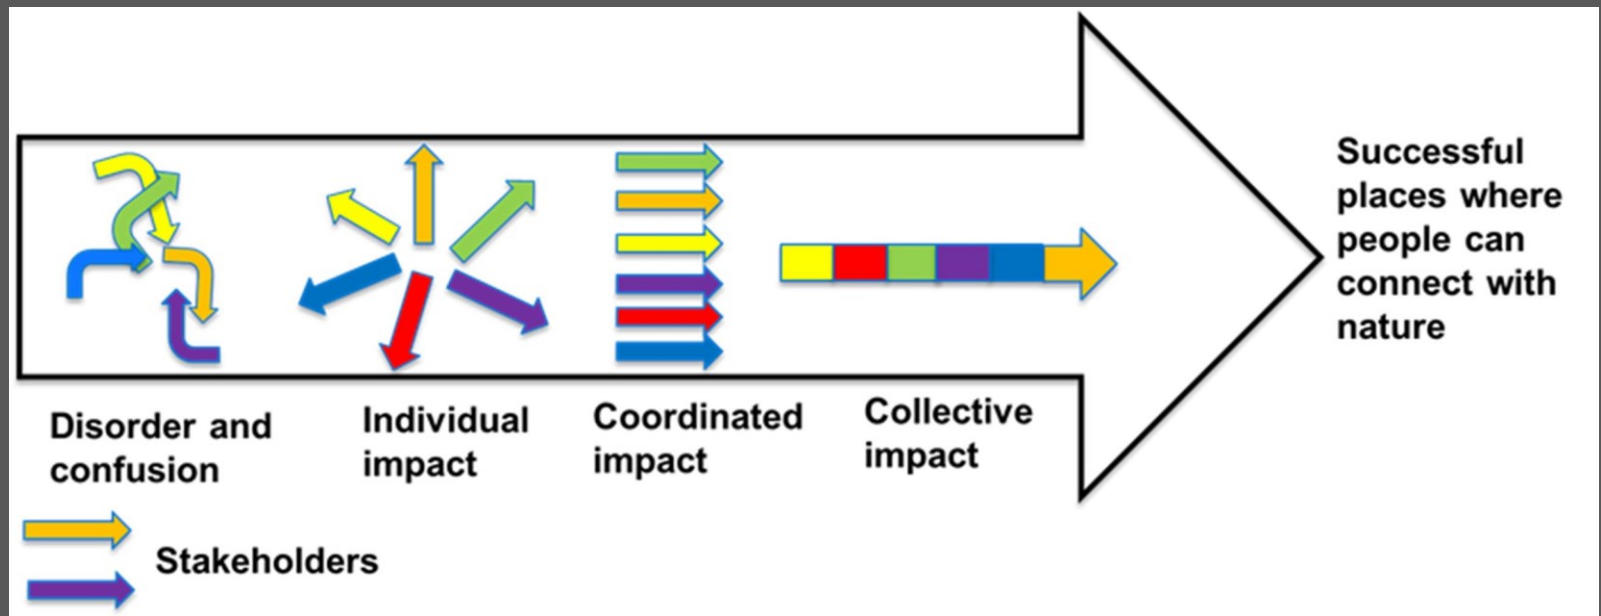 Successful
places where
people can
connect with
nature
Disorder and
confusion
Individual
impact
Coordinated
impact
Collective
impact
Stakeholders